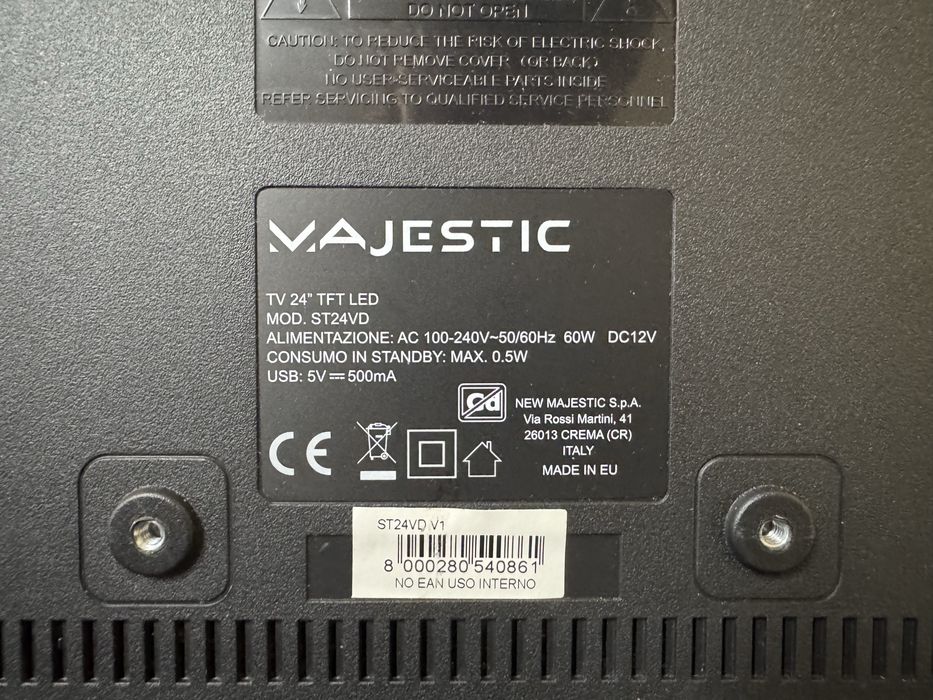 DO NOT OPEN
CAUTION: TO REDUCE THE RISK OF ELECTRIC SHOCK,
DO NOT REMOVE COVER (OR BACK)
NO USER-SERVICEABLE PARTS INSIDE
REFER SERVICING TO QUALIFIED SERVICE PERSONNEL
MAJESTIC
TV 24" TFT LED
MOD. ST24VD
ALIMENTAZIONE: AC 100-240V~50/60Hz 60W DC12V
CONSUMO IN STANDBY: MAX. 0.5W
USB: 5V⎓500mA
Cd
NEW MAJESTIC S.p.A.
Via Rossi Martini, 41
26013 CREMA (CR)
ITALY
MADE IN EU
CE
ST24VD V1
8 000280 540861
NO EAN USO INTERNO